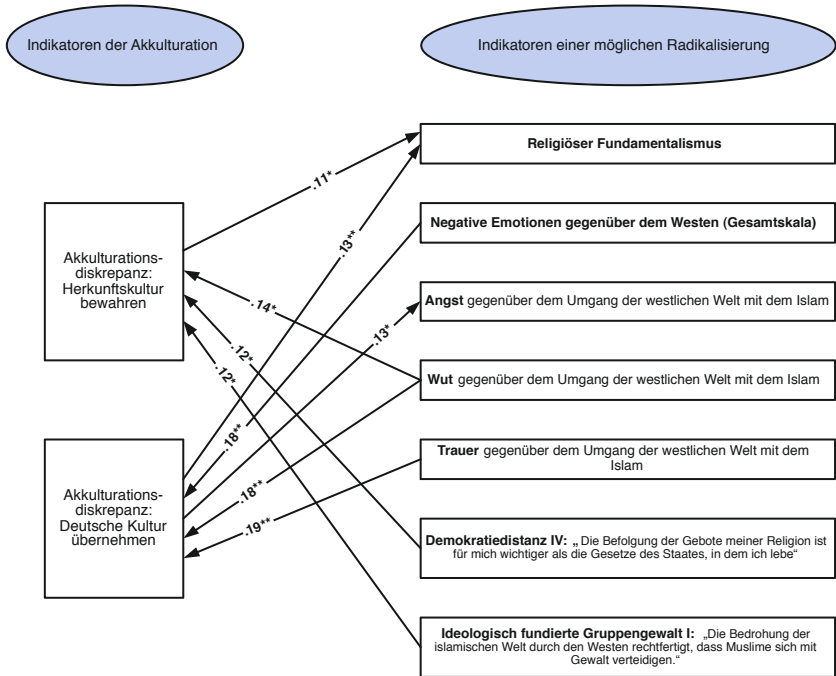 Indikatoren der Akkulturation
Indikatoren einer möglichen Radikalisierung
Religiöser Fundamentalismus
.11*
Negative Emotionen gegenüber dem Westen (Gesamtskala)
.13**
Akkulturations-
diskrepanz:
Herkunftskultur
bewahren
Angst gegenüber dem Umgang der westlichen Welt mit dem Islam
.14*
.13*
.12*
.12*
Wut gegenüber dem Umgang der westlichen Welt mit dem Islam
.18**
Trauer gegenüber dem Umgang der westlichen Welt mit dem
Islam
Akkulturations-
diskrepanz:
Deutsche Kultur
übernehmen
.18**
.19**
Demokratiedistanz IV: „ Die Befolgung der Gebote meiner Religion ist
für mich wichtiger als die Gesetze des Staates, in dem ich lebe“
Ideologisch fundierte Gruppengewalt I: „Die Bedrohung der
islamischen Welt durch den Westen rechtfertigt, dass Muslime sich mit
Gewalt verteidigen.“